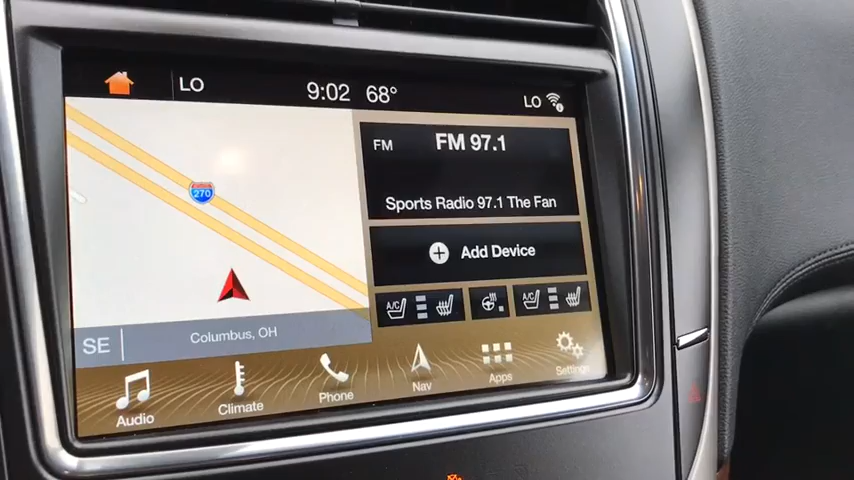 LO
9:02 68°
LO
270
FM
FM 97.1
Sports Radio 97.1 The Fan
Add Device
A/C
A/C
SE
Columbus, OH
Audio
Climate
Phone
Nav
Apps
Settings